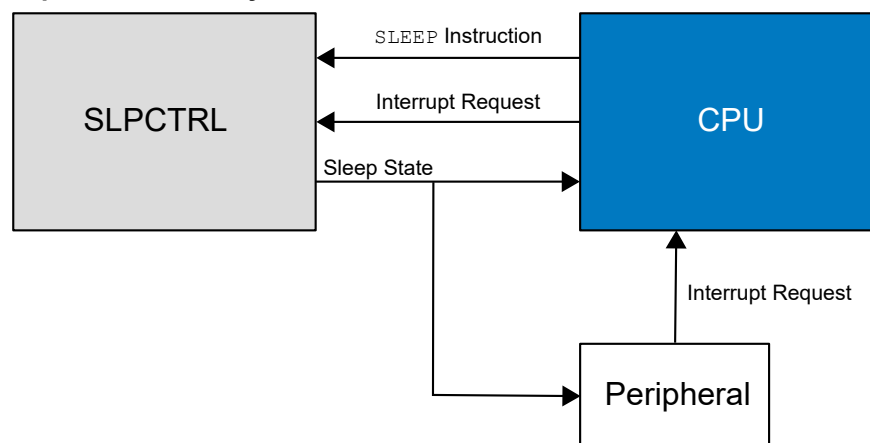 SLEEP Instruction
Interrupt Request
SLPCTRL
CPU
Sleep State
Interrupt Request
Peripheral